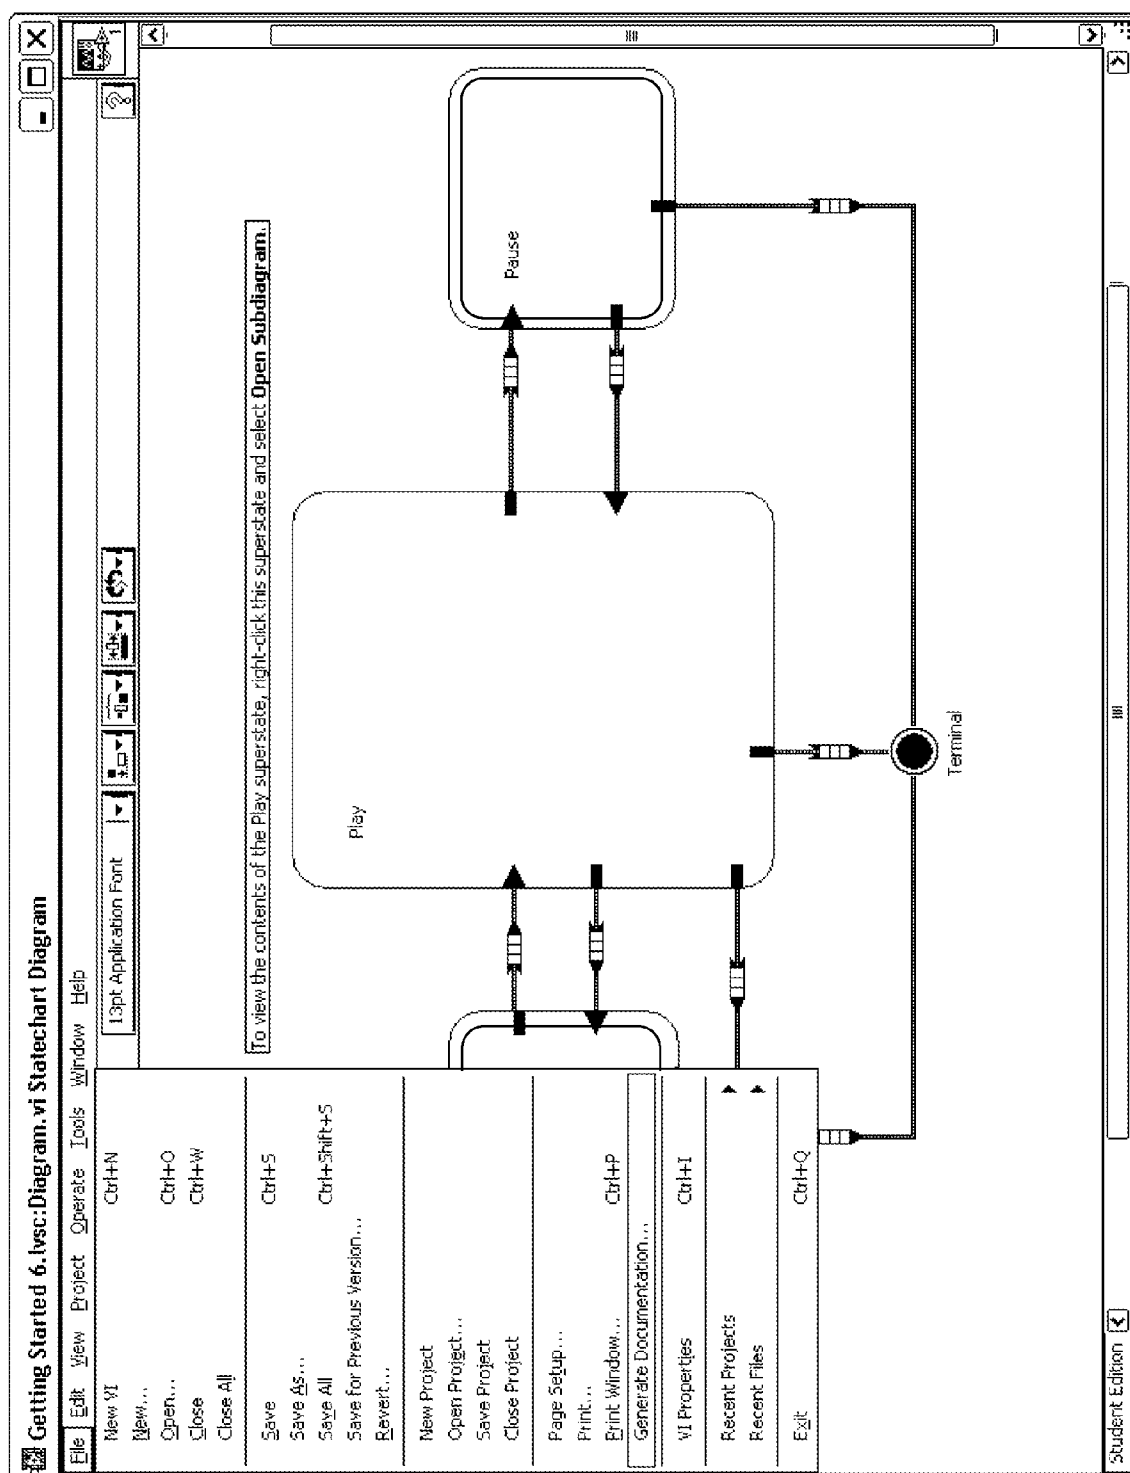 Getting Started 6.lvsc:Diagram.vi Statechart Diagram
File Edit View Project Operate Tools Window Help
13pt Application Font
?
1
New VI Ctrl+N
New...
Open... Ctrl+O
Close Ctrl+W
Close All
Save Ctrl+S
Save As...
Save All Ctrl+Shift+S
Save for Previous Version...
Revert...
New Project
Open Project...
Save Project
Close Project
Page Setup...
Print...
Print Window... Ctrl+P
Generate Documentation...
VI Properties Ctrl+I
Recent Projects
Recent Files
Exit Ctrl+Q
To view the contents of the Play superstate, right-click this superstate and select Open Subdiagram.
Play
Pause
Terminal
Student Edition